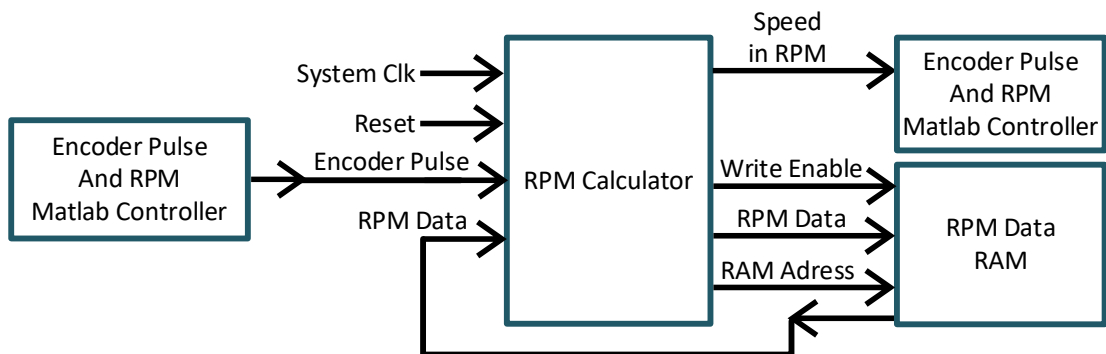 Speed
in RPM
Encoder Pulse
And RPM
Matlab Controller
System Clk
Reset
Encoder Pulse
And RPM
Matlab Controller
Encoder Pulse
RPM Data
RPM Calculator
Write Enable
RPM Data
RAM Adress
RPM Data
RAM